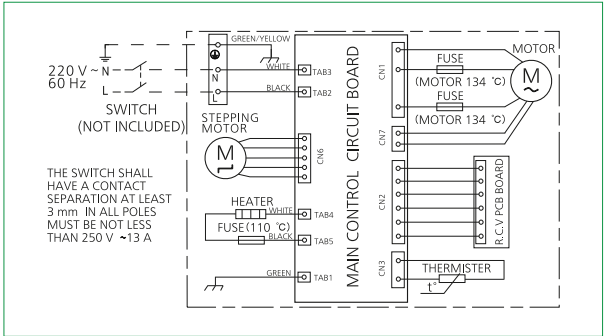 GREEN/YELLOW
220 V ~ N
60 Hz L
N
L
WHITE
BLACK
TAB3
TAB2
SWITCH
(NOT INCLUDED)
STEPPING
MOTOR
M
CN6
THE SWITCH SHALL
HAVE A CONTACT
SEPARATION AT LEAST
3 mm IN ALL POLES
MUST BE NOT LESS
THAN 250 V ~13 A
HEATER
WHITE
TAB4
FUSE(110 °C)
BLACK
TAB5
GREEN
TAB1
MAIN CONTROL CIRCUIT BOARD
CN1
FUSE
(MOTOR 134 °C)
FUSE
(MOTOR 134 °C)
MOTOR
M
~
CN7
CN2
R.C.V PCB BOARD
CN3
THERMISTER
t°